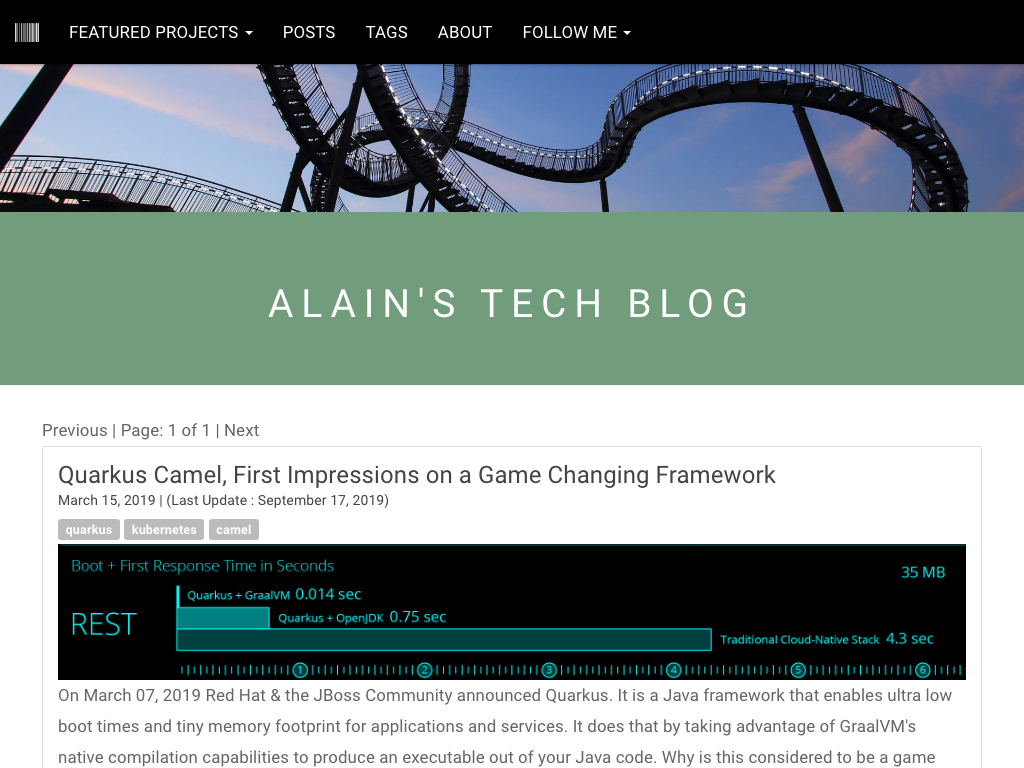 FEATURED PROJECTS POSTS TAGS ABOUT FOLLOW ME
ALAIN'S TECH BLOG
Previous | Page: 1 of 1 | Next
Quarkus Camel, First Impressions on a Game Changing Framework
March 15, 2019 | (Last Update : September 17, 2019)
quarkus kubernetes camel
Boot + First Response Time in Seconds
35 MB
Quarkus + GraalVM 0.014 sec
REST
Quarkus + OpenJDK 0.75 sec
Traditional Cloud-Native Stack 4.3 sec
1 2 3 4 5 6
On March 07, 2019 Red Hat & the JBoss Community announced Quarkus. It is a Java framework that enables ultra low
boot times and tiny memory footprint for applications and services. It does that by taking advantage of GraalVM's
native compilation capabilities to produce an executable out of your Java code. Why is this considered to be a game